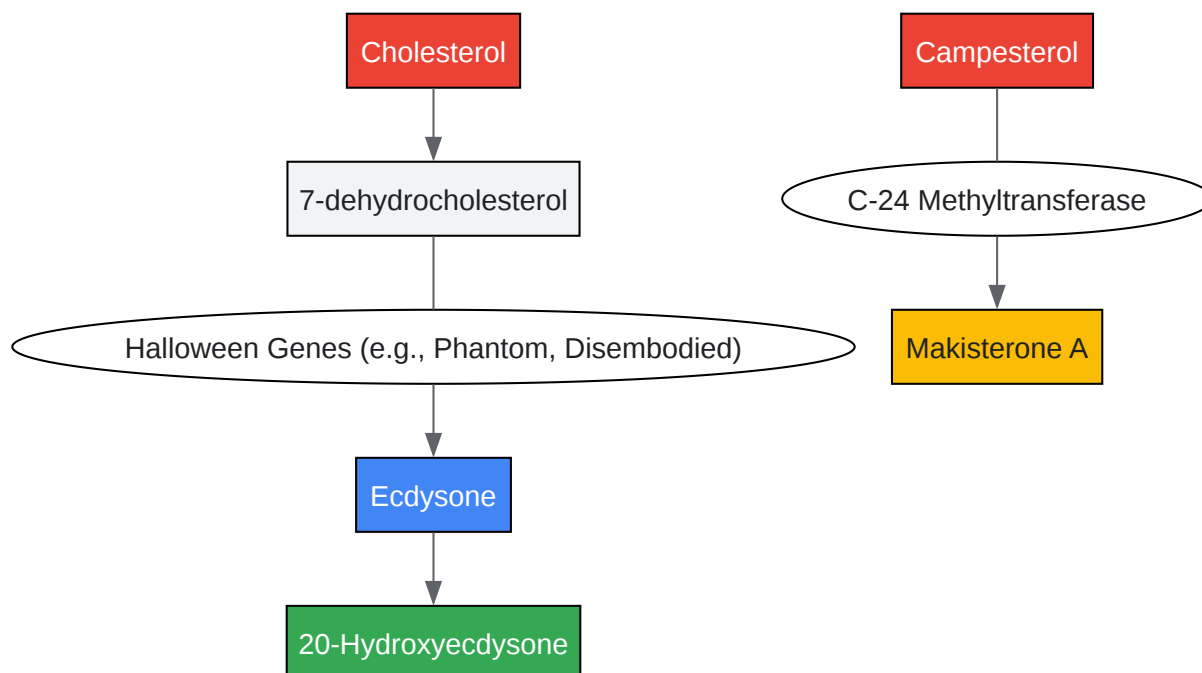 Cholesterol
Campesterol
7-dehydrocholesterol
C-24 Methyltransferase
Halloween Genes (e.g., Phantom, Disembodied)
Makisterone A
Ecdysone
20-Hydroxyecdysone